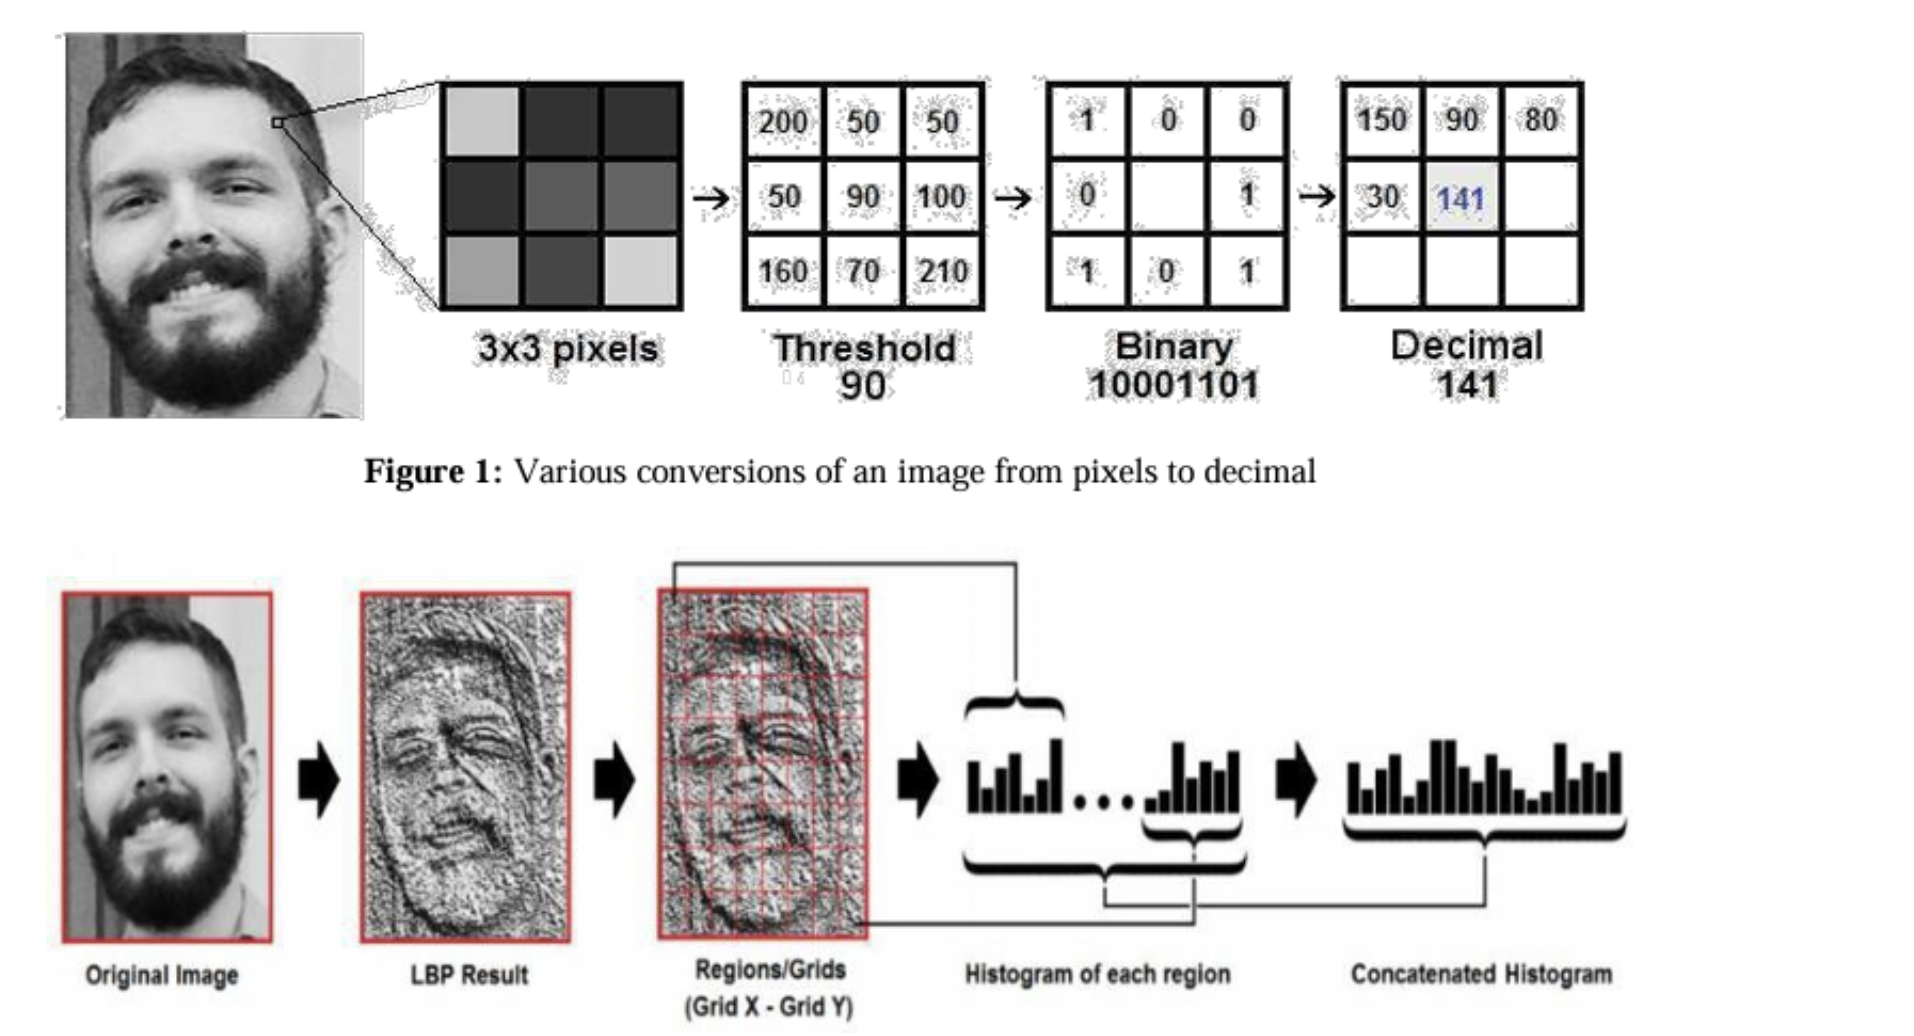 200 50 50 1 0 0 150 90 80
50 90 100 0 1 30 141
160 70 210 1 0 1
3x3 pixels Threshold Binary Decimal
90 10001101 141
Figure 1: Various conversions of an image from pixels to decimal
Original Image LBP Result Regions/Grids Histogram of each region Concatenated Histogram
(Grid X - Grid Y)